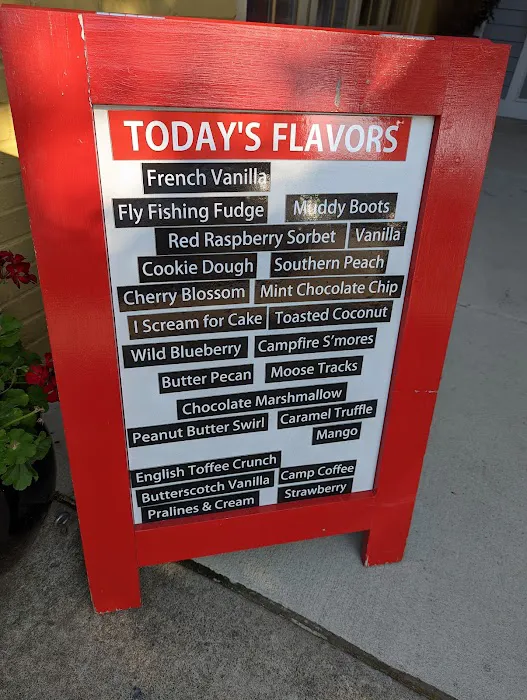 TODAY'S FLAVORS
French Vanilla
Fly Fishing Fudge Muddy Boots
Red Raspberry Sorbet Vanilla
Cookie Dough Southern Peach
Cherry Blossom Mint Chocolate Chip
I Scream for Cake Toasted Coconut
Wild Blueberry Campfire S'mores
Butter Pecan Moose Tracks
Chocolate Marshmallow
Peanut Butter Swirl Caramel Truffle
Mango
English Toffee Crunch
Butterscotch Vanilla Camp Coffee
Pralines & Cream Strawberry